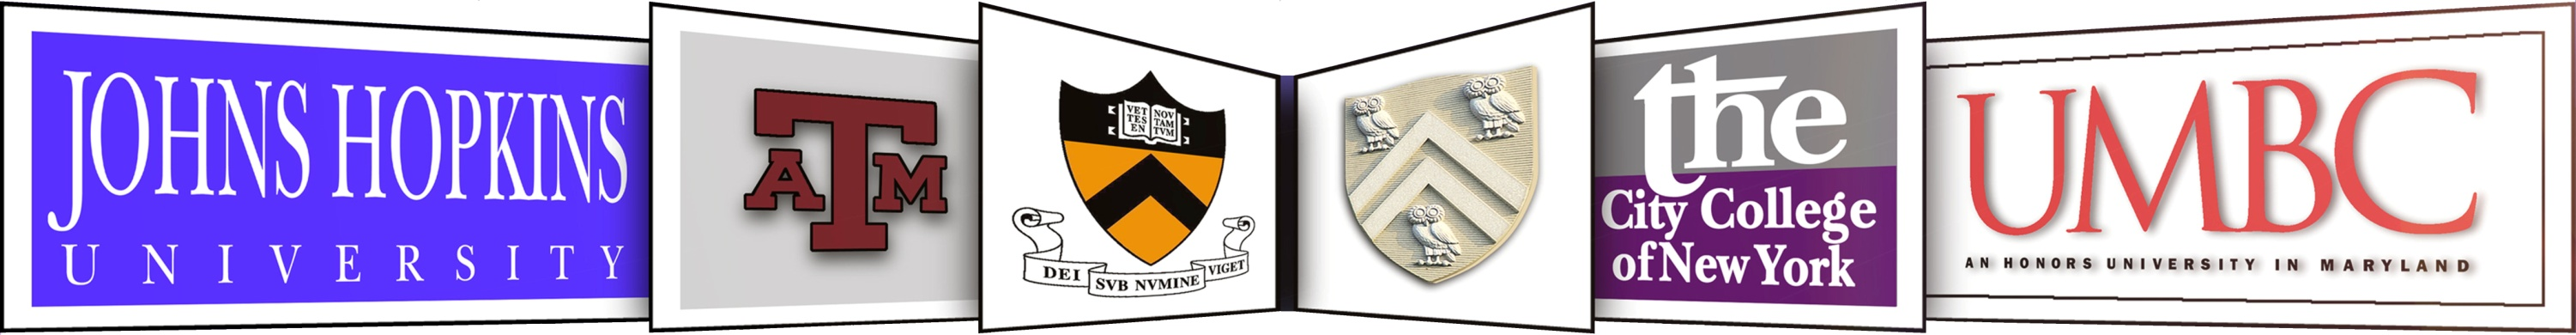 JOHNS HOPKINS
UNIVERSITY
ATM
VET
TES
EN
NOV
TAM
TVM
DEI SVB NVMINE VIGET
the
City College
of New York
UMBC
AN HONORS UNIVERSITY IN MARYLAND